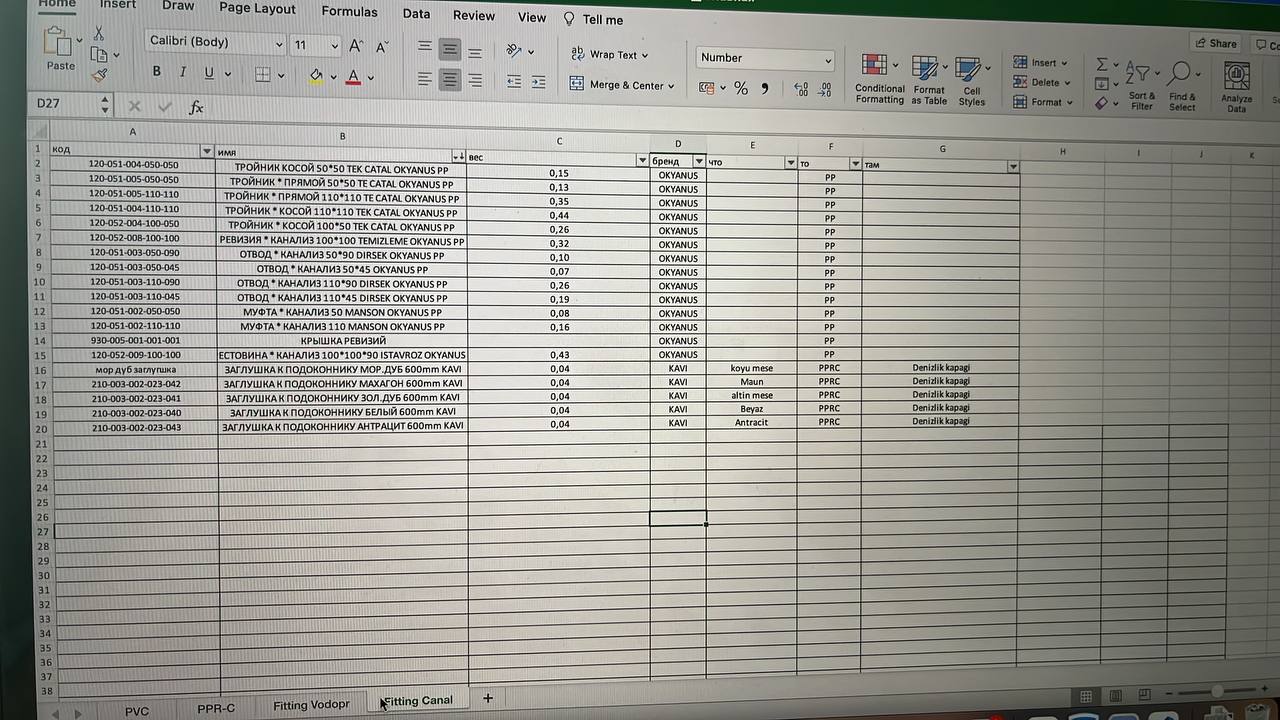 Home Insert Draw Page Layout Formulas Data Review View Tell me
Share
Paste
Calibri (Body) 11
B I U
Wrap Text
Merge & Center
Number
Conditional Formatting
Format as Table
Cell Styles
Insert
Delete
Format
Sort & Filter
Find & Select
Analyze Data
D27 fx
A B C D E F G H I J K
1 код имя вес бренд что то там
2 120-051-004-050-050 ТРОЙНИК КОСОЙ 50*50 TEK CATAL OKYANUS PP 0,15 OKYANUS PP
3 120-051-005-050-050 ТРОЙНИК * ПРЯМОЙ 50*50 TE CATAL OKYANUS PP 0,13 OKYANUS PP
4 120-051-005-110-110 ТРОЙНИК * ПРЯМОЙ 110*110 TE CATAL OKYANUS PP 0,35 OKYANUS PP
5 120-051-004-110-110 ТРОЙНИК * КОСОЙ 110*110 TEK CATAL OKYANUS PP 0,44 OKYANUS PP
6 120-052-004-100-050 ТРОЙНИК * КОСОЙ 100*50 TEK CATAL OKYANUS PP 0,26 OKYANUS PP
7 120-052-008-100-100 РЕВИЗИЯ * КАНАЛИЗ 100*100 TEMIZLEME OKYANUS PP 0,32 OKYANUS PP
8 120-051-003-050-090 ОТВОД * КАНАЛИЗ 50*90 DIRSEK OKYANUS PP 0,10 OKYANUS PP
9 120-051-003-050-045 ОТВОД * КАНАЛИЗ 50*45 OKYANUS PP 0,07 OKYANUS PP
10 120-051-003-110-090 ОТВОД * КАНАЛИЗ 110*90 DIRSEK OKYANUS PP 0,26 OKYANUS PP
11 120-051-003-110-045 ОТВОД * КАНАЛИЗ 110*45 DIRSEK OKYANUS PP 0,19 OKYANUS PP
12 120-051-002-050-050 МУФТА * КАНАЛИЗ 50 MANSON OKYANUS PP 0,08 OKYANUS PP
13 120-051-002-110-110 МУФТА * КАНАЛИЗ 110 MANSON OKYANUS PP 0,16 OKYANUS PP
14 930-005-001-001-001 КРЫШКА РЕВИЗИЙ OKYANUS PP
15 120-052-009-100-100 ЕСТОВИНА * КАНАЛИЗ 100*100*90 ISTAVROZ OKYANUS 0,43 OKYANUS PP
16 мор дуб заглушка ЗАГЛУШКА К ПОДОКОННИКУ МОР.ДУБ 600mm KAVI 0,04 KAVI koyu mese PPRC Denizlik kapagi
17 210-003-002-023-042 ЗАГЛУШКА К ПОДОКОННИКУ МАХАГОН 600mm KAVI 0,04 KAVI Maun PPRC Denizlik kapagi
18 210-003-002-023-041 ЗАГЛУШКА К ПОДОКОННИКУ ЗОЛ.ДУБ 600mm KAVI 0,04 KAVI altin mese PPRC Denizlik kapagi
19 210-003-002-023-040 ЗАГЛУШКА К ПОДОКОННИКУ БЕЛЫЙ 600mm KAVI 0,04 KAVI Beyaz PPRC Denizlik kapagi
20 210-003-002-023-043 ЗАГЛУШКА К ПОДОКОННИКУ АНТРАЦИТ 600mm KAVI 0,04 KAVI Antracit PPRC Denizlik kapagi
21
22
23
24
25
26
27
28
29
30
31
32
33
34
35
36
37
38
PVC PPR-C Fitting Vodopr Fitting Canal +